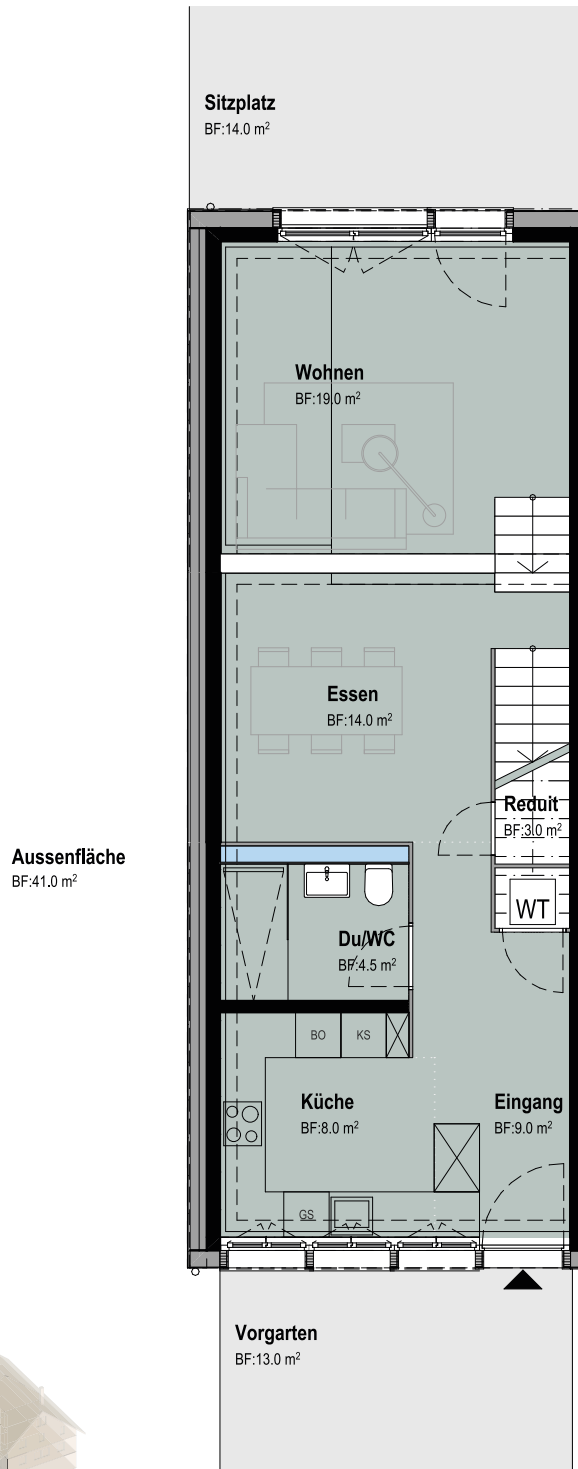 Sitzplatz
BF:14.0 m²
Wohnen
BF:19.0 m²
Essen
BF:14.0 m²
Reduit
BF:3.0 m²
Aussenfläche
BF:41.0 m²
WT
Du/WC
BF:4.5 m²
BO KS
Küche
BF:8.0 m²
Eingang
BF:9.0 m²
GS
Vorgarten
BF:13.0 m²